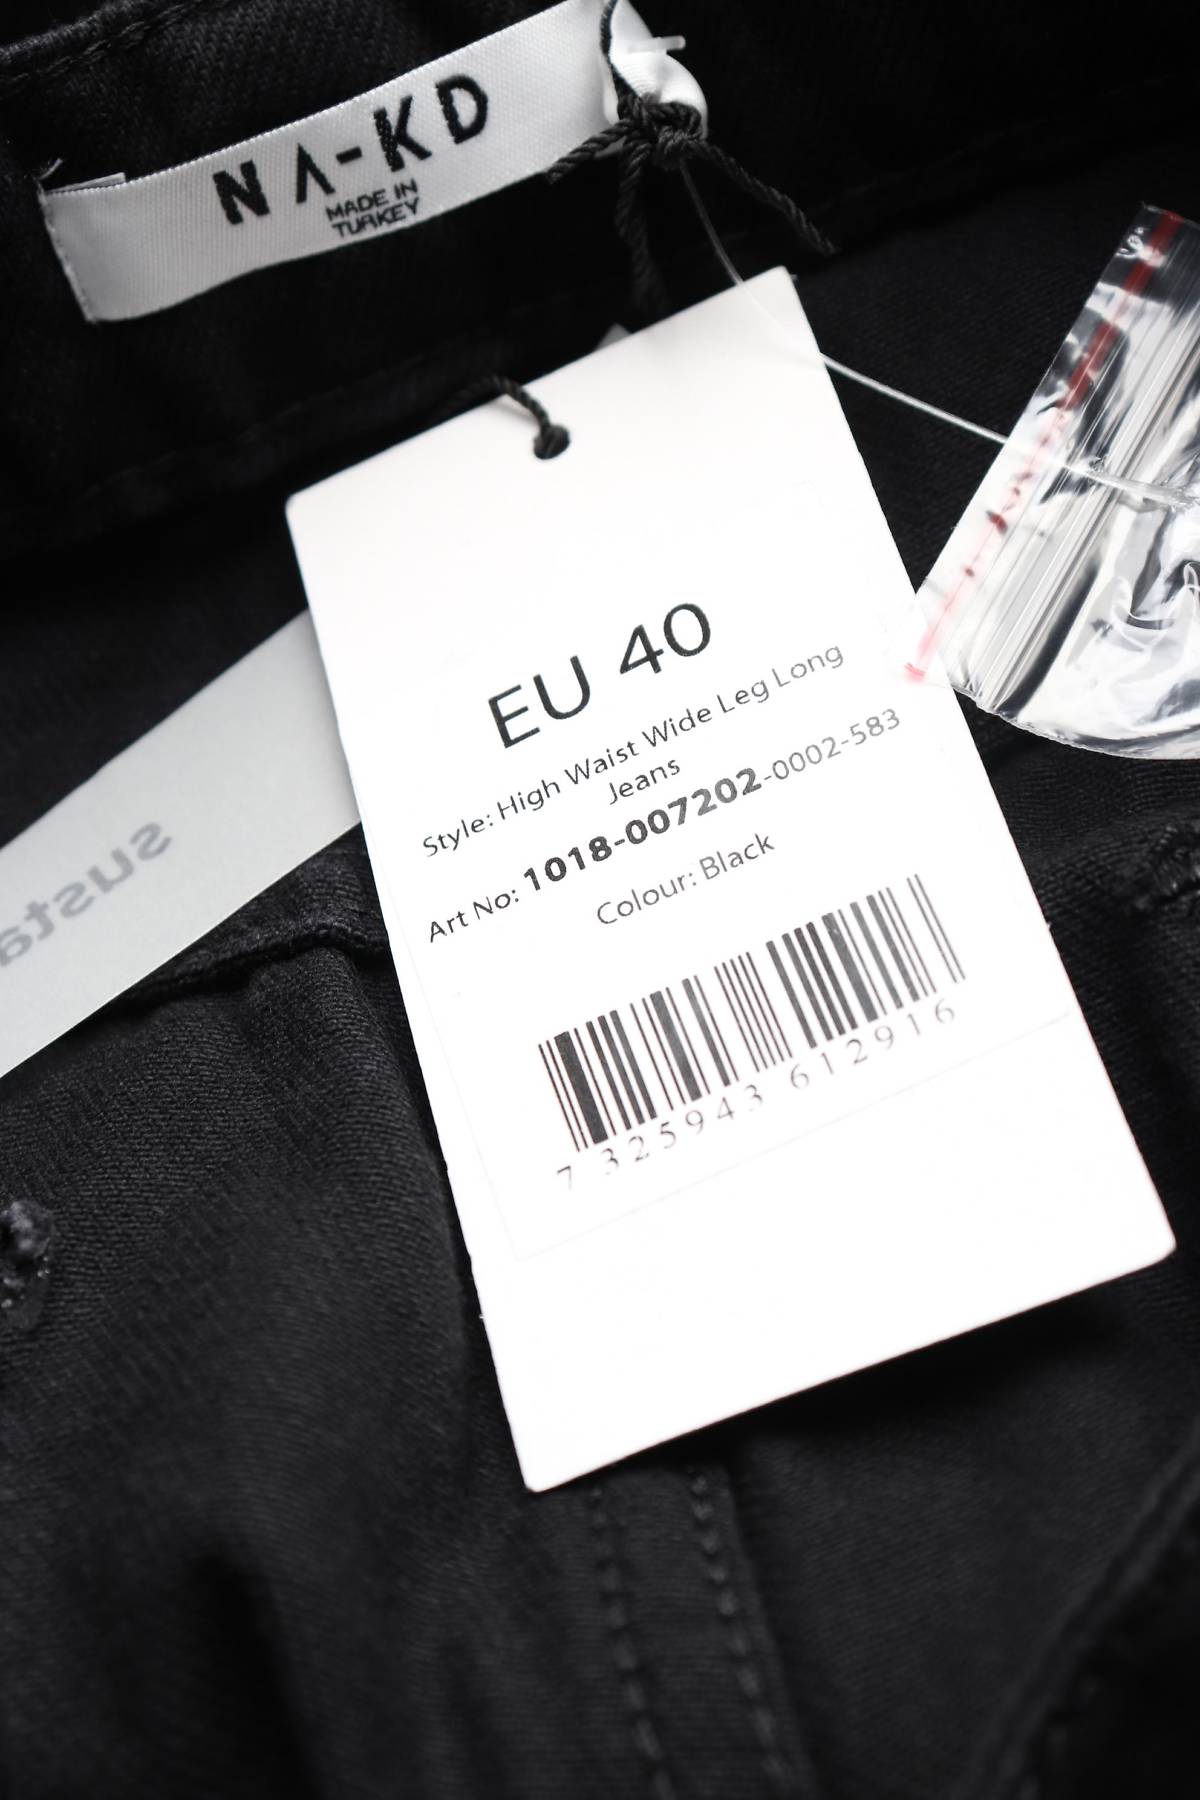 NA-KD
MADE IN
TURKEY
EU 40
Style: High Waist Wide Leg Long
Jeans
Art No: 1018-007202-0002-583
Colour: Black
7 325943 612916
susta